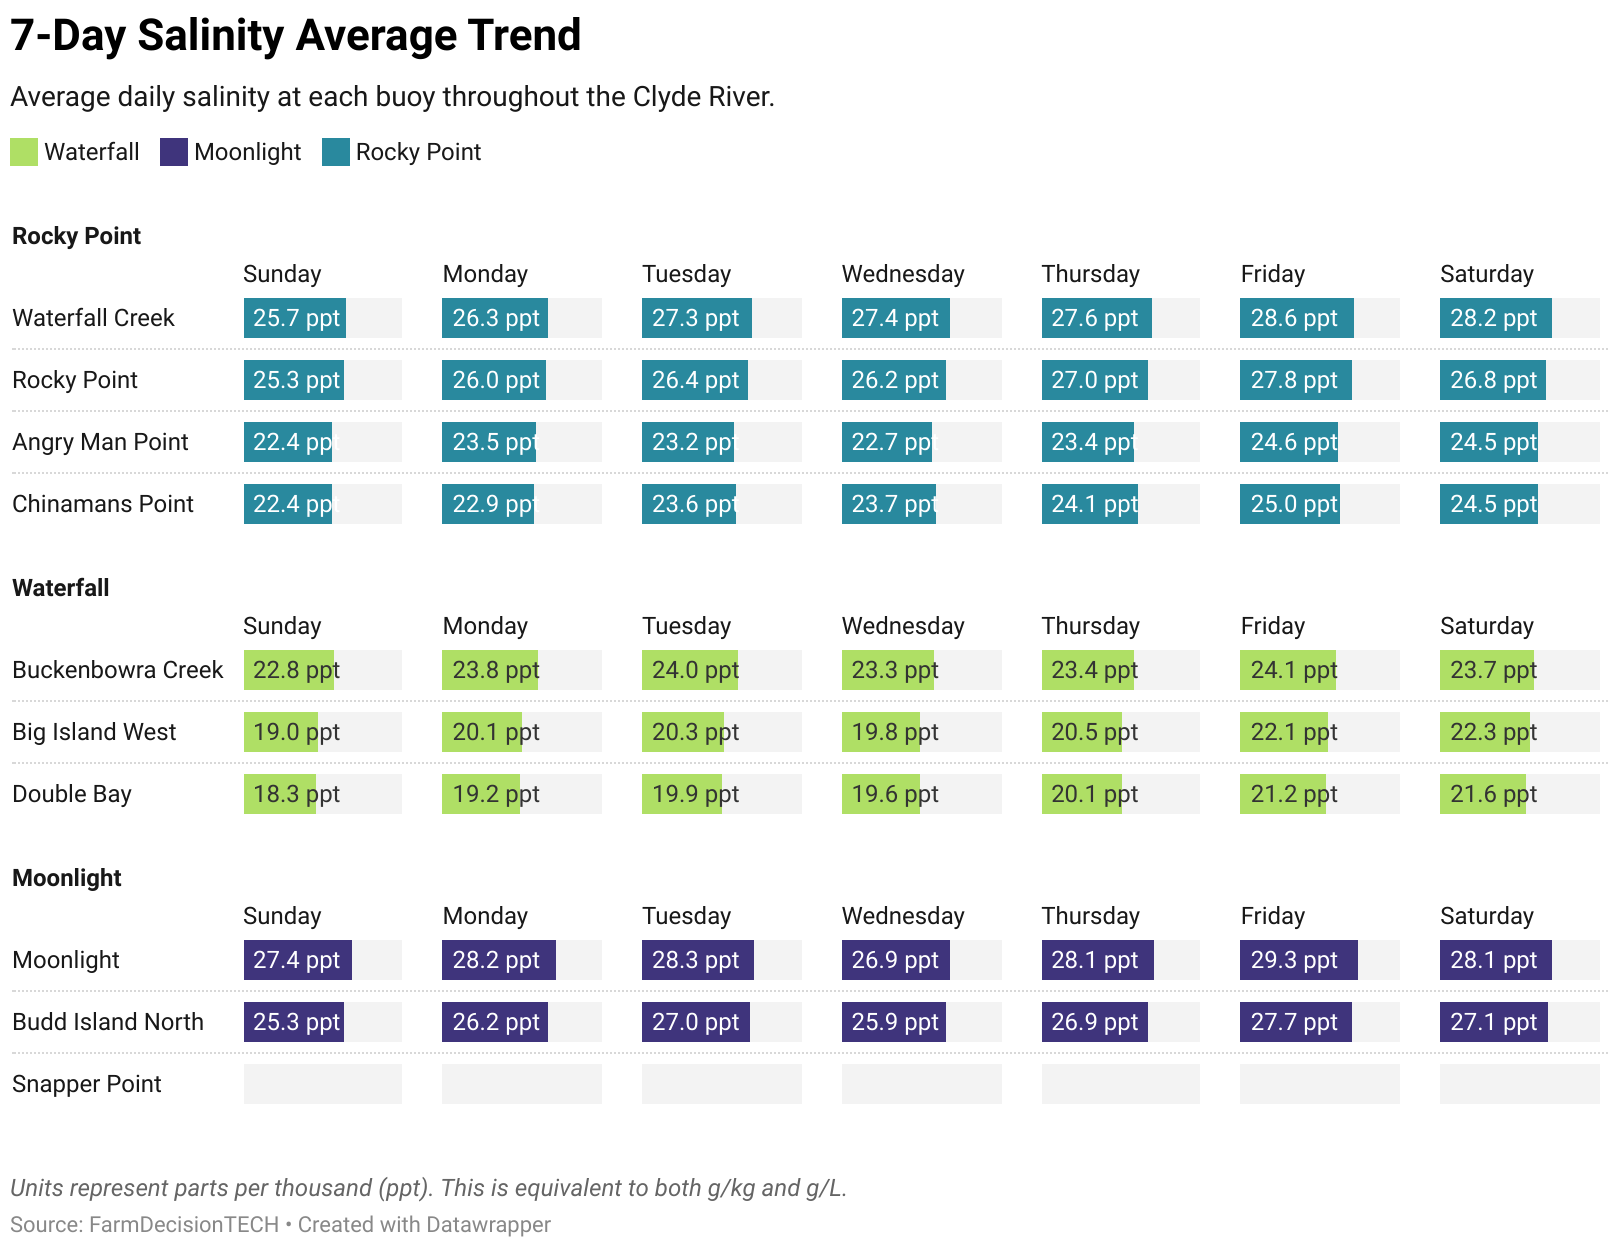 7-Day Salinity Average Trend
Average daily salinity at each buoy throughout the Clyde River.
Waterfall Moonlight Rocky Point
Rocky Point
Sunday Monday Tuesday Wednesday Thursday Friday Saturday
Waterfall Creek 25.7 ppt 26.3 ppt 27.3 ppt 27.4 ppt 27.6 ppt 28.6 ppt 28.2 ppt
Rocky Point 25.3 ppt 26.0 ppt 26.4 ppt 26.2 ppt 27.0 ppt 27.8 ppt 26.8 ppt
Angry Man Point 22.4 ppt 23.5 ppt 23.2 ppt 22.7 ppt 23.4 ppt 24.6 ppt 24.5 ppt
Chinamans Point 22.4 ppt 22.9 ppt 23.6 ppt 23.7 ppt 24.1 ppt 25.0 ppt 24.5 ppt
Waterfall
Sunday Monday Tuesday Wednesday Thursday Friday Saturday
Buckenbowra Creek 22.8 ppt 23.8 ppt 24.0 ppt 23.3 ppt 23.4 ppt 24.1 ppt 23.7 ppt
Big Island West 19.0 ppt 20.1 ppt 20.3 ppt 19.8 ppt 20.5 ppt 22.1 ppt 22.3 ppt
Double Bay 18.3 ppt 19.2 ppt 19.9 ppt 19.6 ppt 20.1 ppt 21.2 ppt 21.6 ppt
Moonlight
Sunday Monday Tuesday Wednesday Thursday Friday Saturday
Moonlight 27.4 ppt 28.2 ppt 28.3 ppt 26.9 ppt 28.1 ppt 29.3 ppt 28.1 ppt
Budd Island North 25.3 ppt 26.2 ppt 27.0 ppt 25.9 ppt 26.9 ppt 27.7 ppt 27.1 ppt
Snapper Point
Units represent parts per thousand (ppt). This is equivalent to both g/kg and g/L.
Source: FarmDecisionTECH • Created with Datawrapper